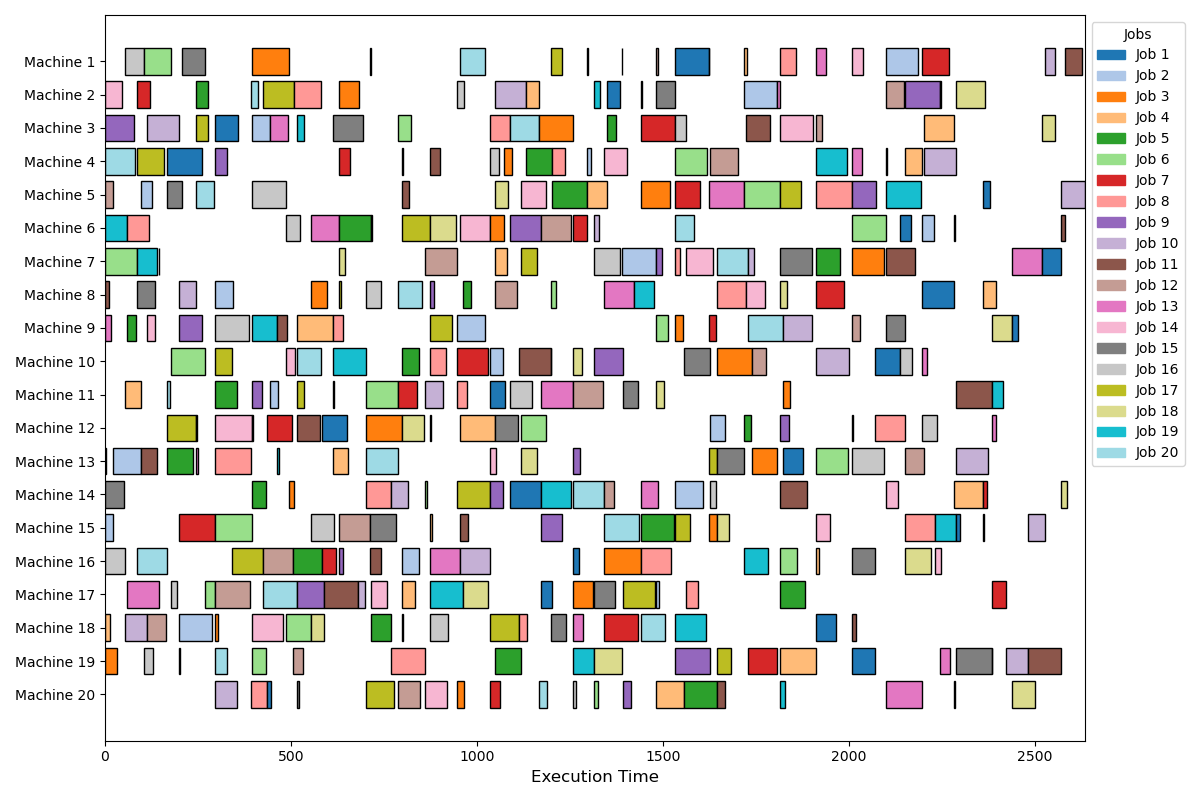 Machine 1
Machine 2
Machine 3
Machine 4
Machine 5
Machine 6
Machine 7
Machine 8
Machine 9
Machine 10
Machine 11
Machine 12
Machine 13
Machine 14
Machine 15
Machine 16
Machine 17
Machine 18
Machine 19
Machine 20
0 500 1000 1500 2000 2500
Execution Time
Jobs
Job 1
Job 2
Job 3
Job 4
Job 5
Job 6
Job 7
Job 8
Job 9
Job 10
Job 11
Job 12
Job 13
Job 14
Job 15
Job 16
Job 17
Job 18
Job 19
Job 20